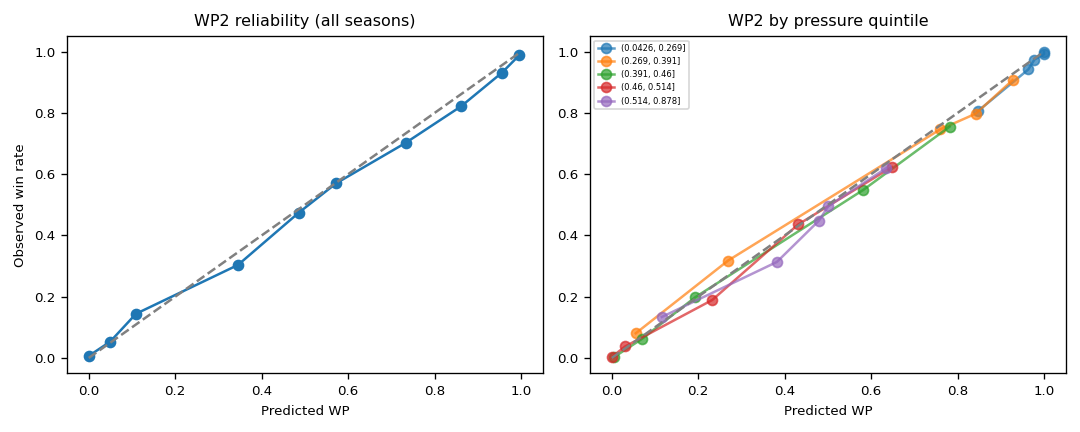 WP2 reliability (all seasons)
1.0
0.8
0.6
0.4
0.2
0.0
Observed win rate
0.0 0.2 0.4 0.6 0.8 1.0
Predicted WP
WP2 by pressure quintile
(0.0426, 0.269]
(0.269, 0.391]
(0.391, 0.46]
(0.46, 0.514]
(0.514, 0.878]
1.0
0.8
0.6
0.4
0.2
0.0
0.0 0.2 0.4 0.6 0.8 1.0
Predicted WP